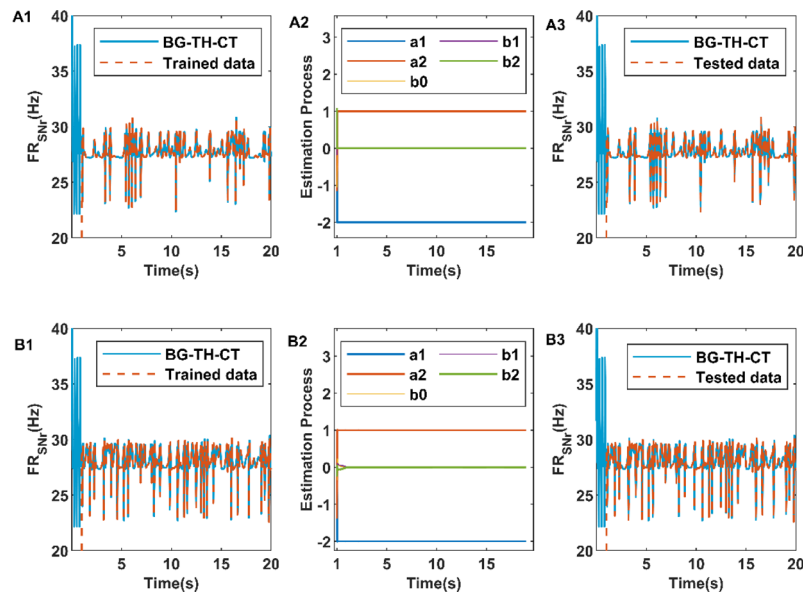 A1
A2
A3
BG-TH-CT
Trained data
a1
b1
a2
b2
b0
BG-TH-CT
Tested data
FR_SNr(Hz)
40
35
30
25
20
5
10
15
20
Time(s)
Estimation Process
3
2
1
0
-1
-2
1
5
10
15
Time(s)
FR_SNr(Hz)
40
35
30
25
20
5
10
15
20
Time(s)
B1
B2
B3
BG-TH-CT
Trained data
a1
b1
a2
b2
b0
BG-TH-CT
Tested data
FR_SNr(Hz)
40
35
30
25
20
5
10
15
20
Time(s)
Estimation Process
3
2
1
0
-1
-2
1
5
10
15
Time(s)
FR_SNr(Hz)
40
35
30
25
20
5
10
15
20
Time(s)